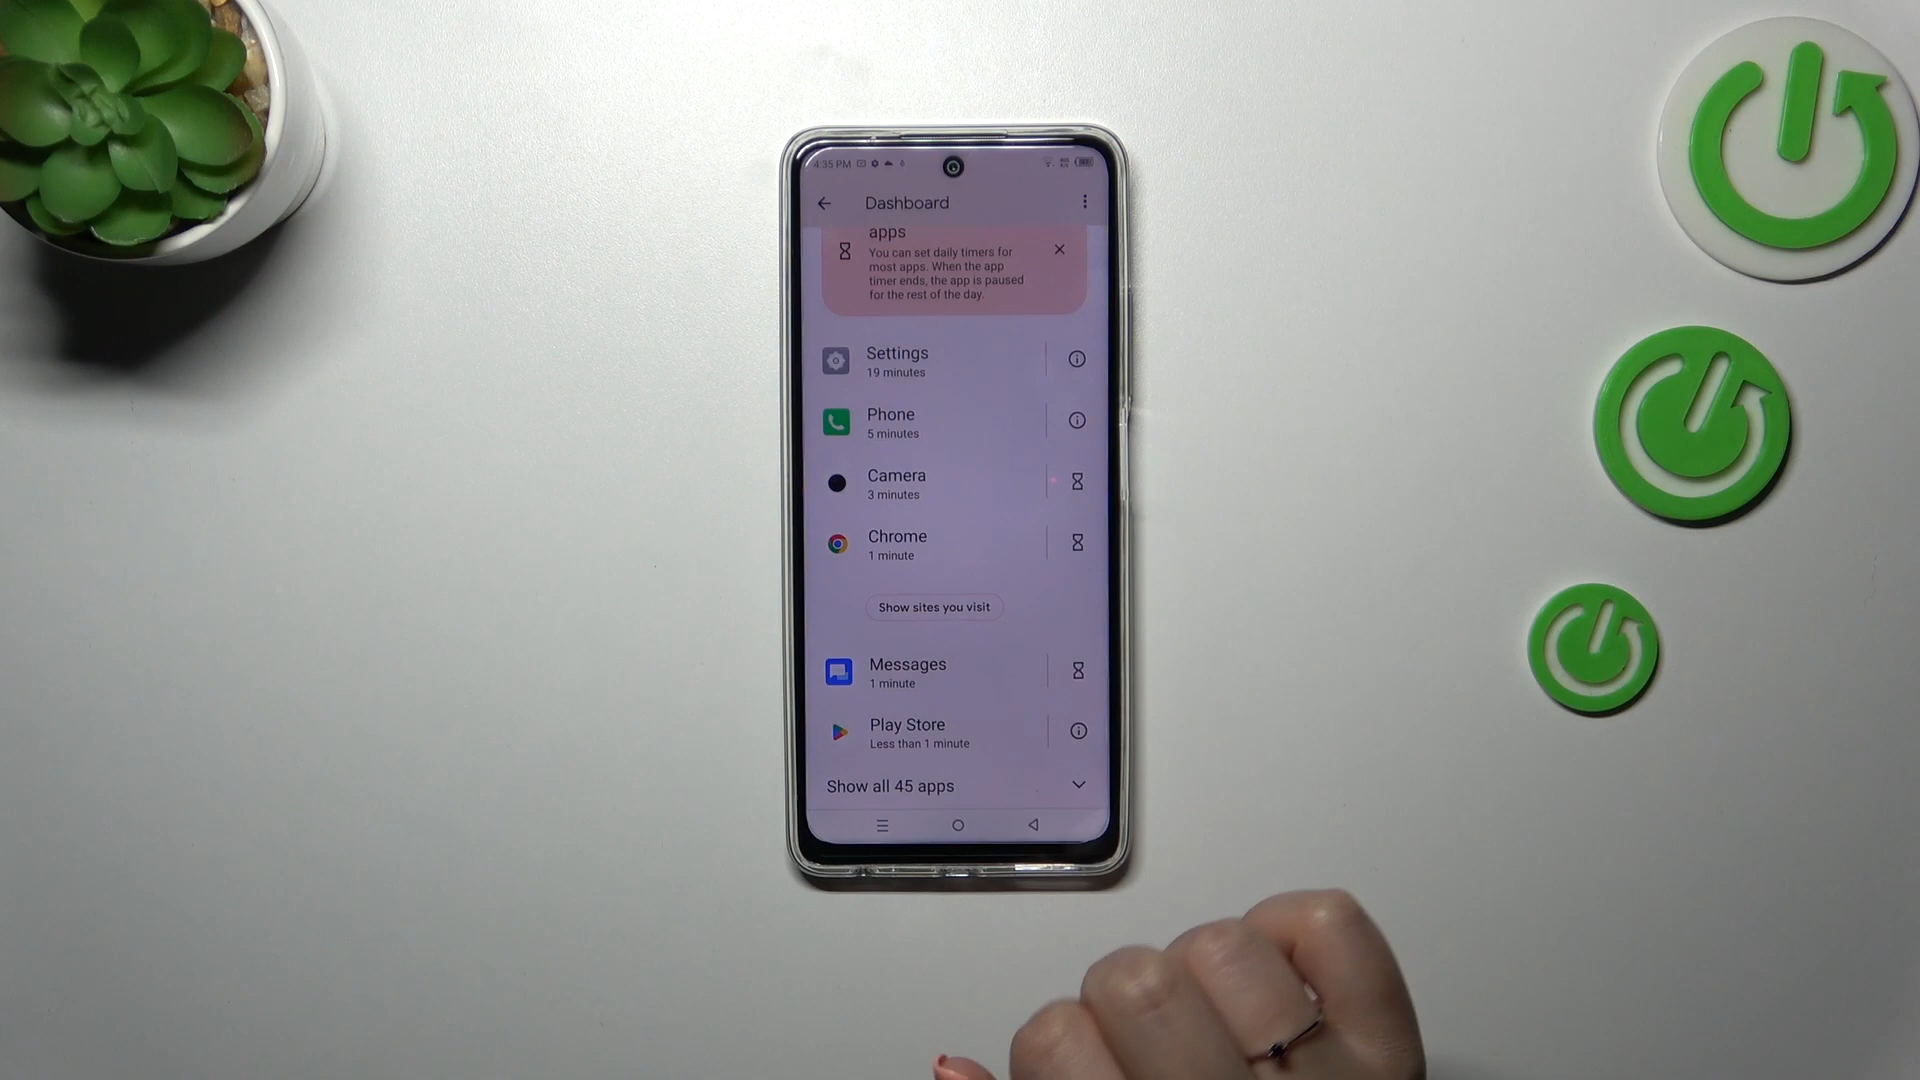 4:35 PM
Dashboard
apps
You can set daily timers for
most apps. When the app
timer ends, the app is paused
for the rest of the day.
Settings
19 minutes
Phone
5 minutes
Camera
3 minutes
Chrome
1 minute
Show sites you visit
Messages
1 minute
Play Store
Less than 1 minute
Show all 45 apps